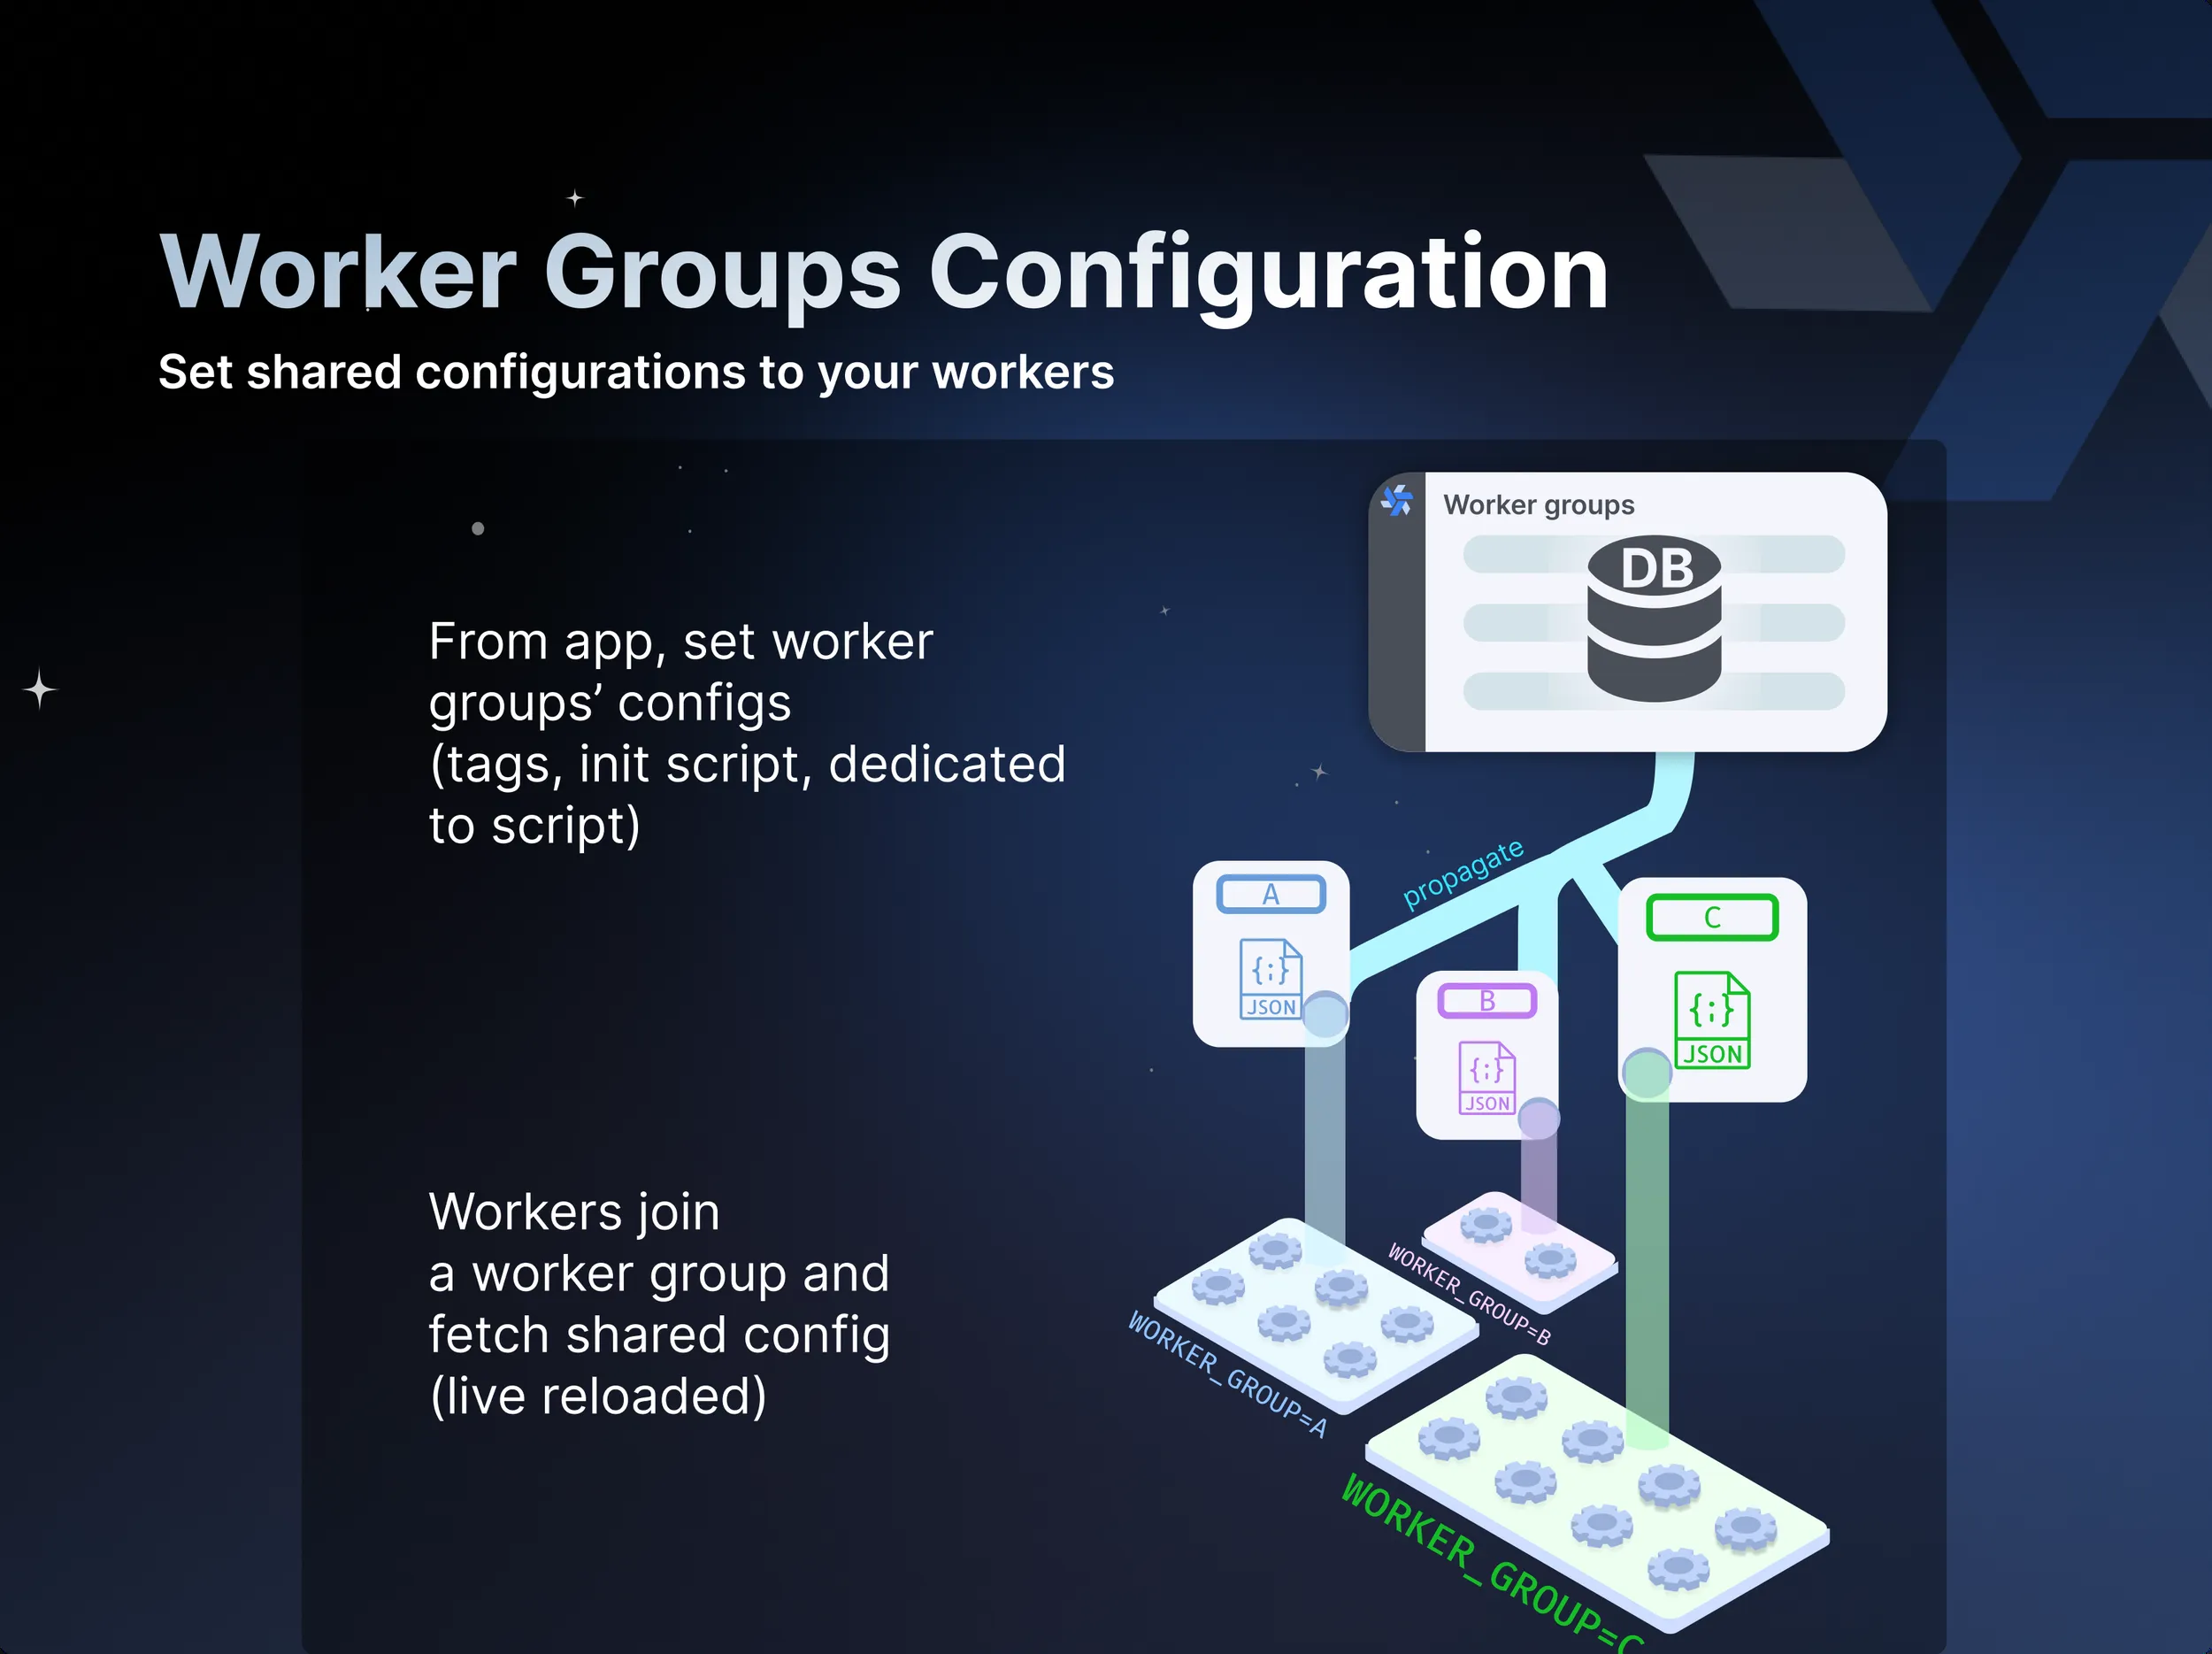 Worker Groups Configuration
Set shared configurations to your workers
Worker groups
DB
From app, set worker
groups’ configs
(tags, init script, dedicated
to script)
propagate
A
{;}
JSON
B
{;}
JSON
C
{;}
JSON
Workers join
a worker group and
fetch shared config
(live reloaded)
WORKER_GROUP=A
WORKER_GROUP=B
WORKER_GROUP=C